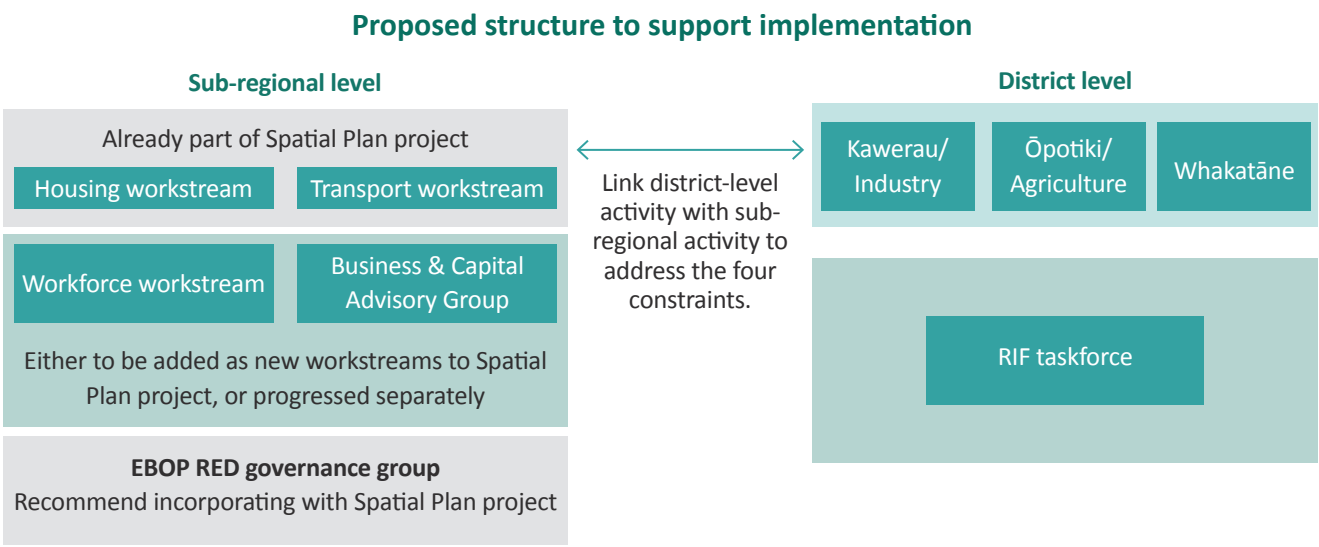 Proposed structure to support implementation
Sub-regional level
Already part of Spatial Plan project
Housing workstream
Transport workstream
Workforce workstream
Business & Capital
Advisory Group
Either to be added as new workstreams to Spatial
Plan project, or progressed separately
EBOP RED governance group
Recommend incorporating with Spatial Plan project
Link district-level
activity with sub-
regional activity to
address the four
constraints.
District level
Kawerau/
Industry
Ōpotiki/
Agriculture
Whakatāne
RIF taskforce